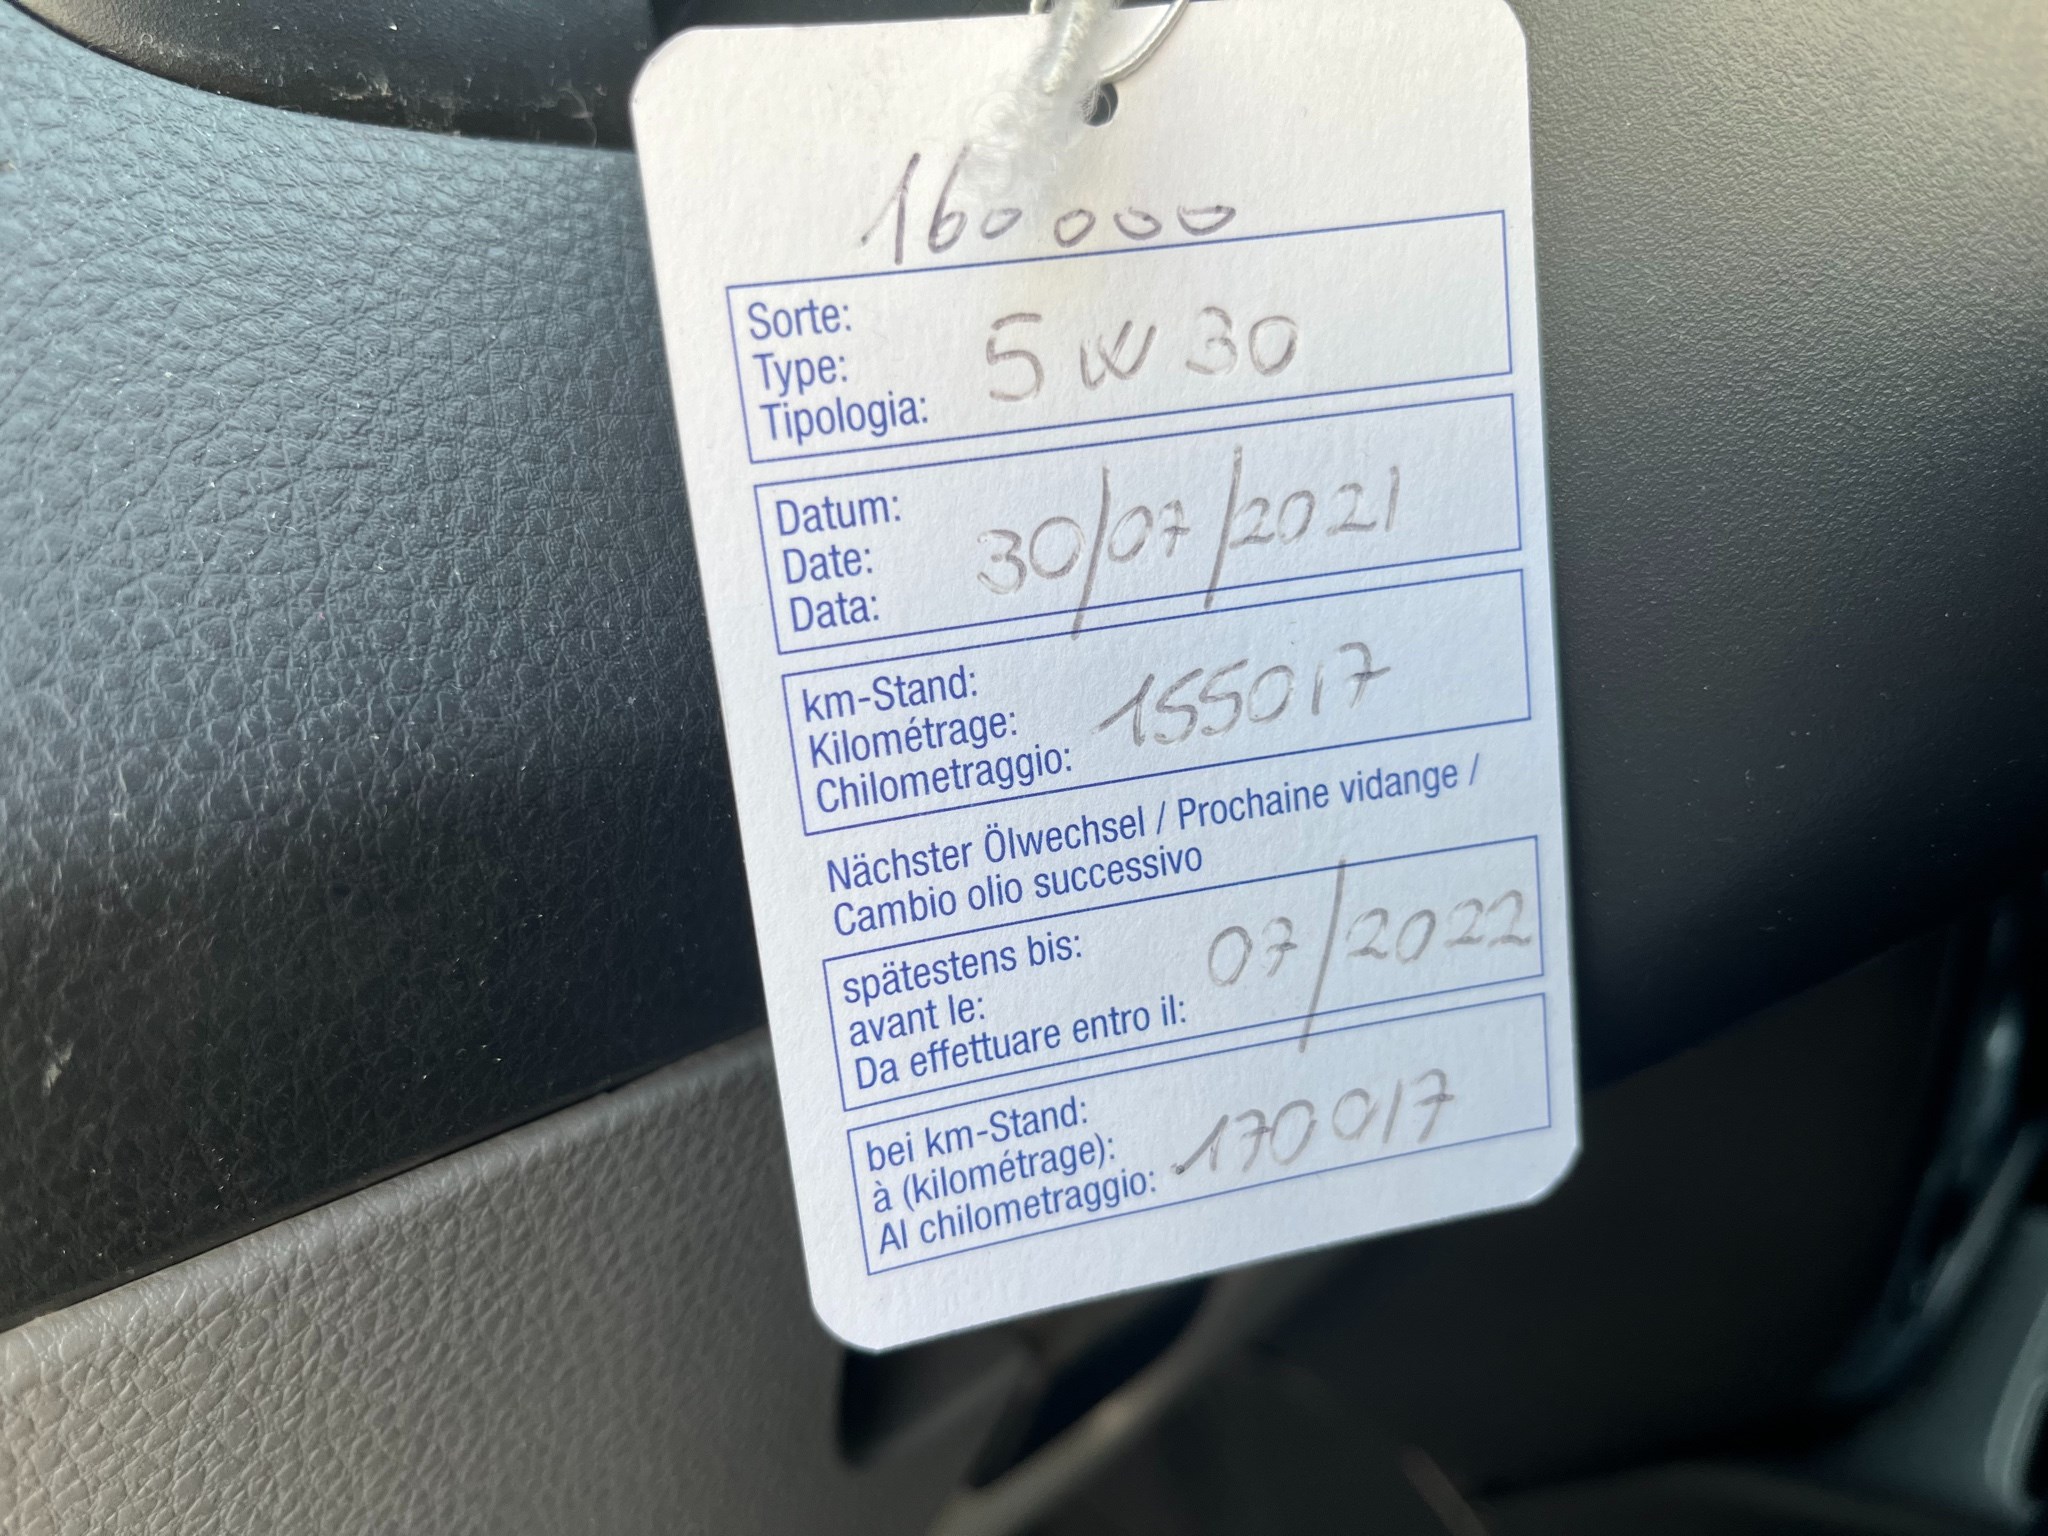 160000
Sorte:
Type:
Tipologia:
5W30
Datum:
Date:
Data:
30/07/2021
km-Stand:
Kilométrage:
Chilometraggio:
155017
Nächster Ölwechsel / Prochaine vidange /
Cambio olio successivo
spätestens bis:
avant le:
Da effettuare entro il:
07/2022
bei km-Stand:
à (kilométrage):
Al chilometraggio:
170017